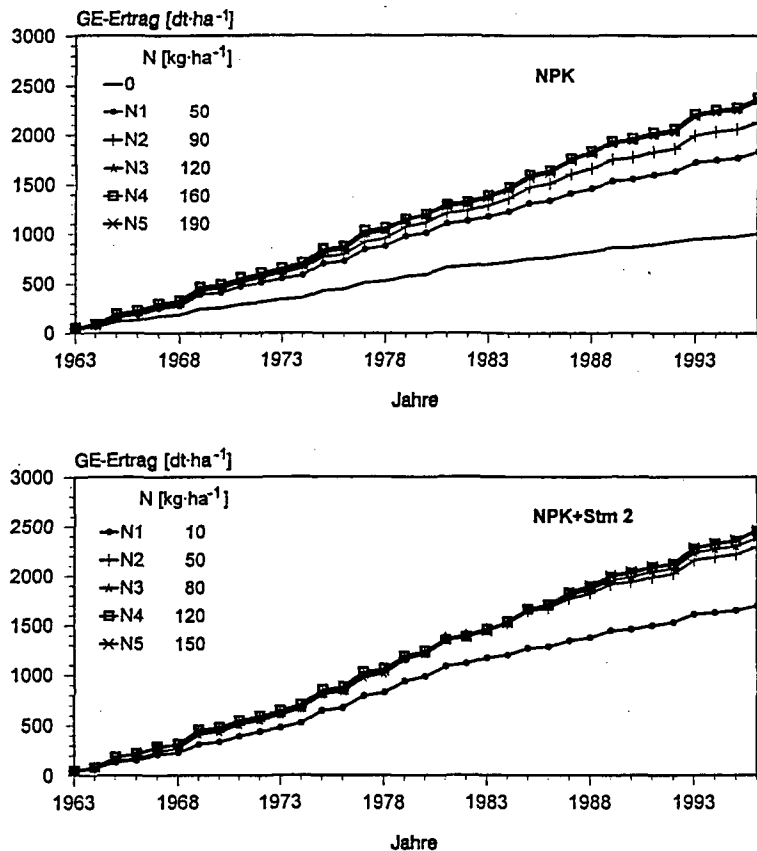 GE-Ertrag [dt·ha⁻¹]
3000
2500
2000
1500
1000
500
0
N [kg·ha⁻¹]
0
N1 50
N2 90
N3 120
N4 160
N5 190
NPK
1963 1968 1973 1978 1983 1988 1993
Jahre
GE-Ertrag [dt·ha⁻¹]
3000
2500
2000
1500
1000
500
0
N [kg·ha⁻¹]
N1 10
N2 50
N3 80
N4 120
N5 150
NPK+Stm 2
1963 1968 1973 1978 1983 1988 1993
Jahre